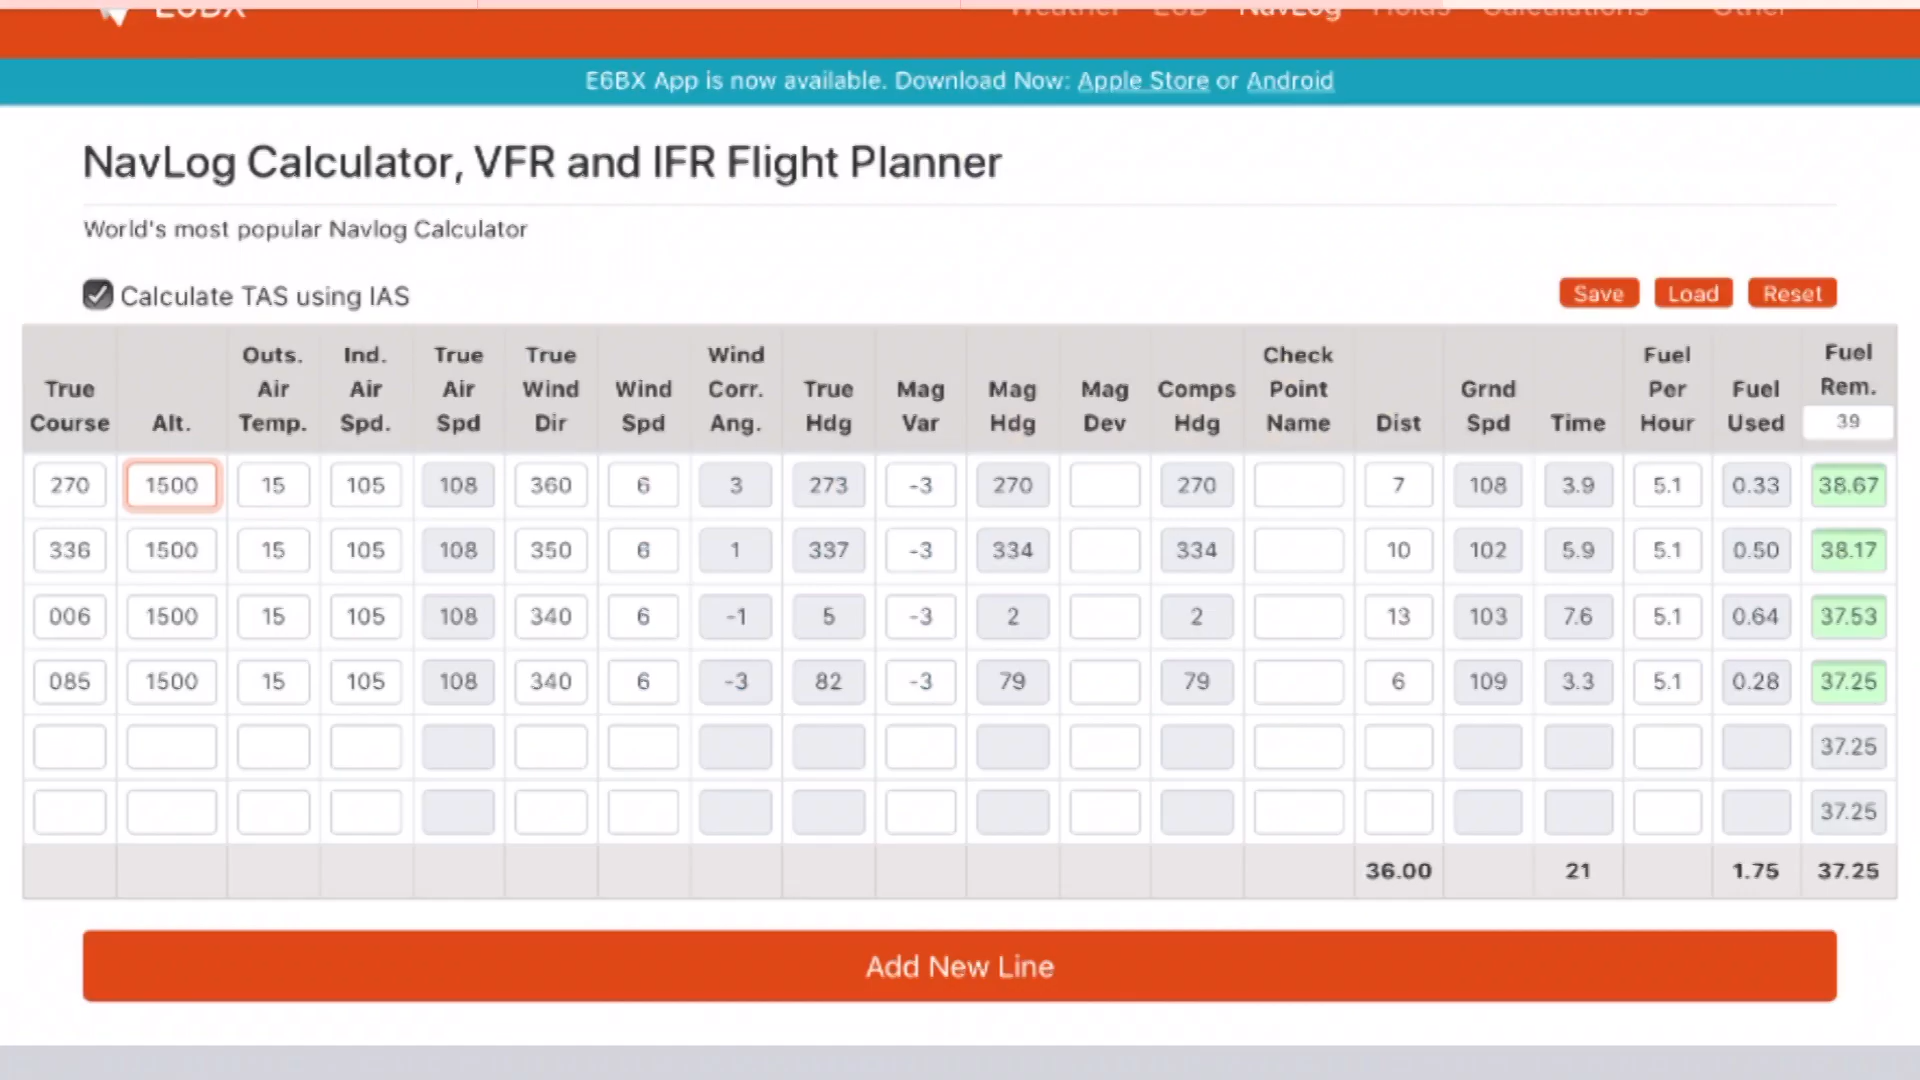 E6BX Weather E6B NavLog Holds Calculations Other
E6BX App is now available. Download Now: Apple Store or Android
NavLog Calculator, VFR and IFR Flight Planner
World's most popular Navlog Calculator
Calculate TAS using IAS Save Load Reset
True Course Alt. Outs. Air Temp. Ind. Air Spd. True Air Spd True Wind Dir Wind Spd Wind Corr. Ang. True Hdg Mag Var Mag Hdg Mag Dev Comps Hdg Check Point Name Dist Grnd Spd Time Fuel Per Hour Fuel Used Fuel Rem. 39
270 1500 15 105 108 360 6 3 273 -3 270 270 7 108 3.9 5.1 0.33 38.67
336 1500 15 105 108 350 6 1 337 -3 334 334 10 102 5.9 5.1 0.50 38.17
006 1500 15 105 108 340 6 -1 5 -3 2 2 13 103 7.6 5.1 0.64 37.53
085 1500 15 105 108 340 6 -3 82 -3 79 79 6 109 3.3 5.1 0.28 37.25
37.25
37.25
36.00 21 1.75 37.25
Add New Line